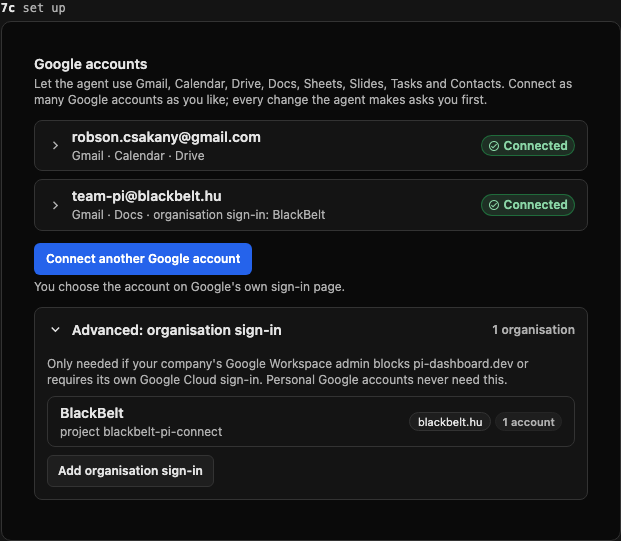 7c set up
Google accounts
Let the agent use Gmail, Calendar, Drive, Docs, Sheets, Slides, Tasks and Contacts. Connect as
many Google accounts as you like; every change the agent makes asks you first.
robson.csakany@gmail.com
Connected
Gmail · Calendar · Drive
team-pi@blackbelt.hu
Connected
Gmail · Docs · organisation sign-in: BlackBelt
Connect another Google account
You choose the account on Google's own sign-in page.
Advanced: organisation sign-in
1 organisation
Only needed if your company's Google Workspace admin blocks pi-dashboard.dev or
requires its own Google Cloud sign-in. Personal Google accounts never need this.
BlackBelt
blackbelt.hu
1 account
project blackbelt-pi-connect
Add organisation sign-in